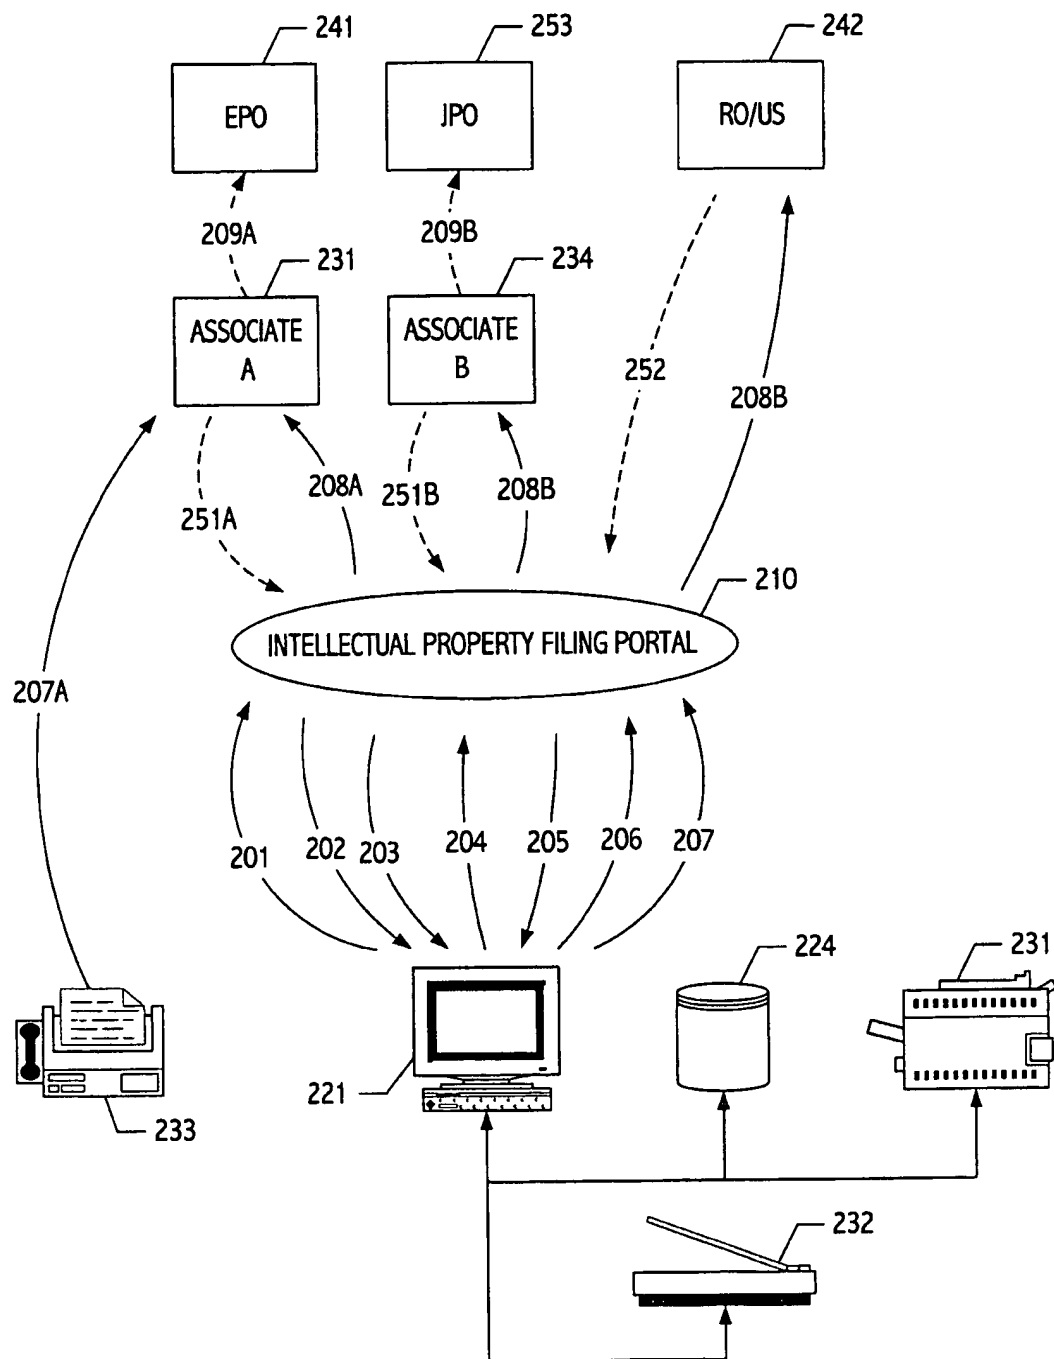 241
253
242
EPO
JPO
RO/US
209A
209B
231
234
ASSOCIATE
A
ASSOCIATE
B
252
208B
208A
251B
208B
251A
210
INTELLECTUAL PROPERTY FILING PORTAL
207A
201
202
203
204
205
206
207
224
231
221
233
232